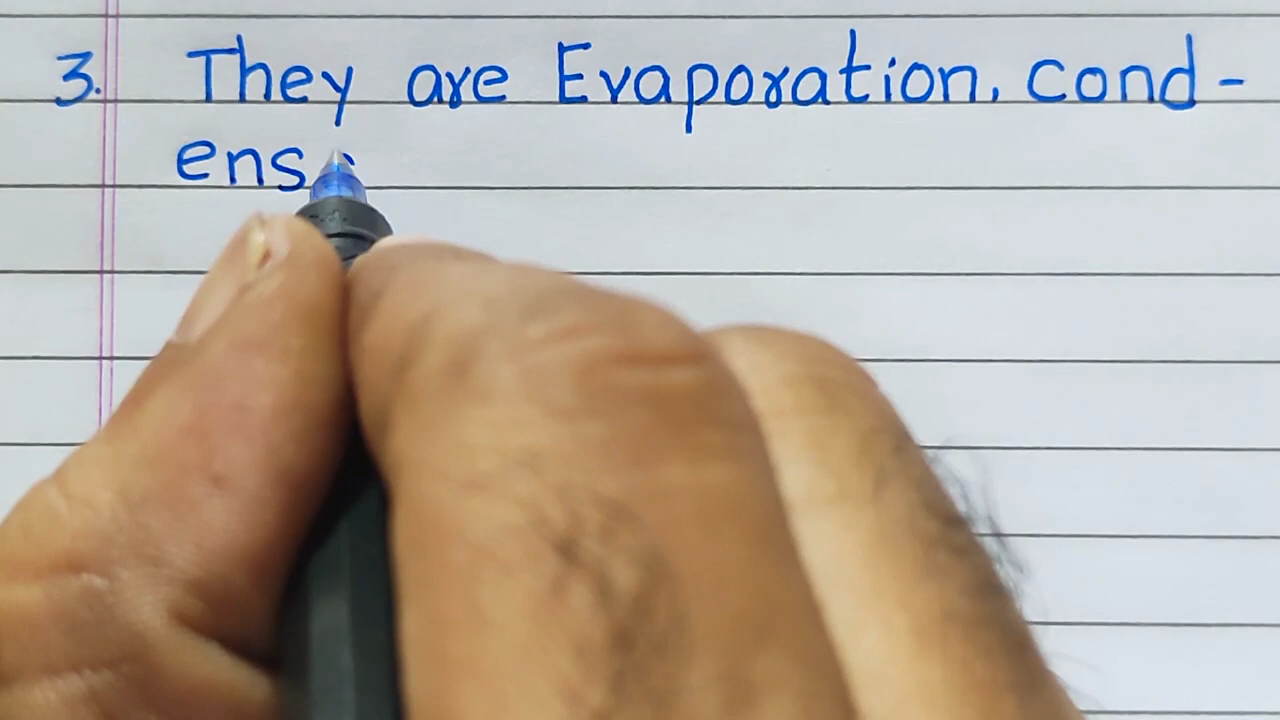 3. They are Evaporation, cond-
ens